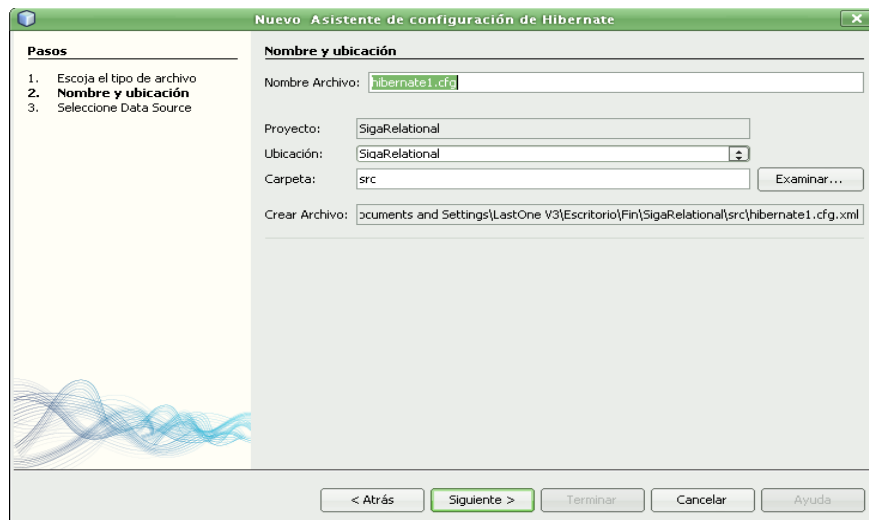 Nuevo Asistente de configuración de Hibernate
Pasos
1. Escoja el tipo de archivo
2. Nombre y ubicación
3. Seleccione Data Source
Nombre y ubicación
Nombre Archivo: hibernate1.cfg
Proyecto: SigaRelational
Ubicación: SigaRelational
Carpeta: src
Examinar...
Crear Archivo: ocuments and Settings\LastOne V3\Escritorio\Fin\SigaRelational\src\hibernate1.cfg.xml
< Atrás
Siguiente >
Terminar
Cancelar
Ayuda